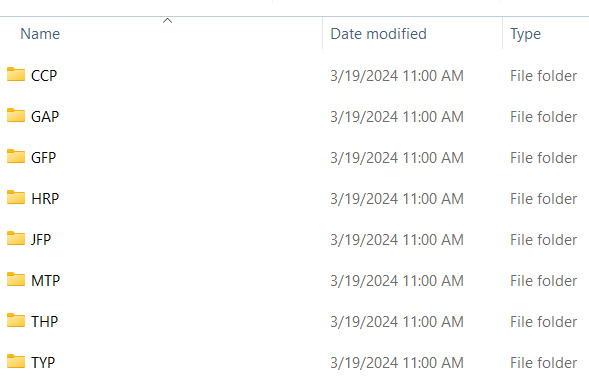 Name Date modified Type
CCP 3/19/2024 11:00 AM File folder
GAP 3/19/2024 11:00 AM File folder
GFP 3/19/2024 11:00 AM File folder
HRP 3/19/2024 11:00 AM File folder
JFP 3/19/2024 11:00 AM File folder
MTP 3/19/2024 11:00 AM File folder
THP 3/19/2024 11:00 AM File folder
TYP 3/19/2024 11:00 AM File folder